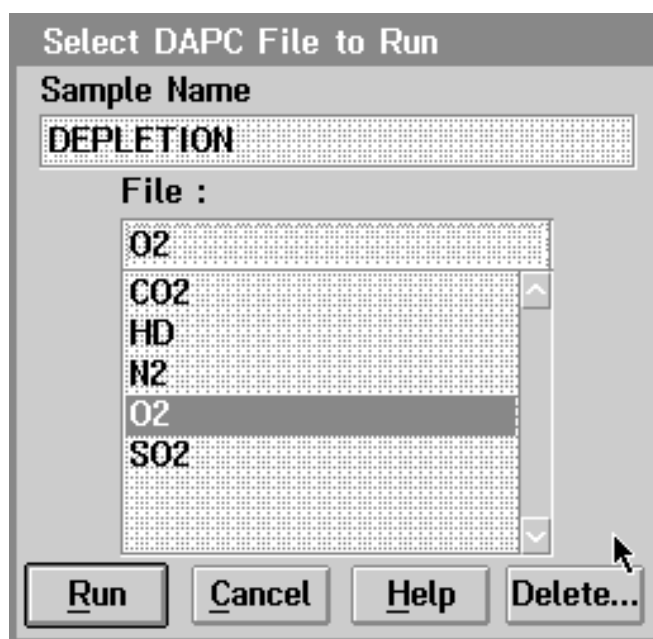 Select DAPC File to Run
Sample Name
DEPLETION
File :
O2
CO2
HD
N2
O2
SO2
Run Cancel Help Delete...